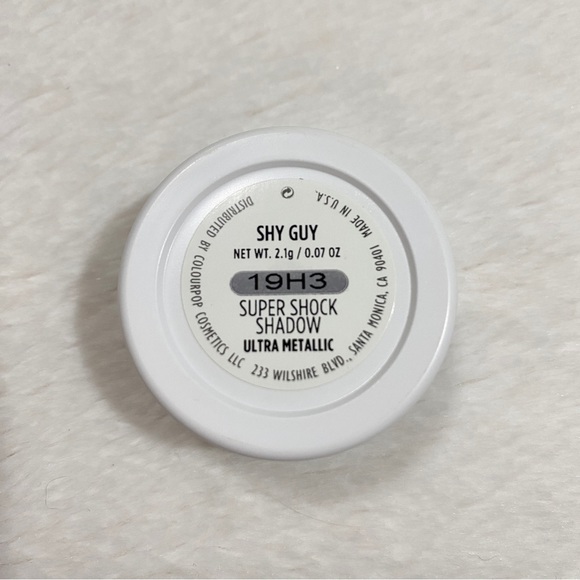 SHY GUY
NET WT. 2.1g / 0.07 OZ
19H3
SUPER SHOCK
SHADOW
ULTRA METALLIC
DISTRIBUTED BY COLOURPOP COSMETICS LLC 233 WILSHIRE BLVD., SANTA MONICA, CA 90401 MADE IN U.S.A.